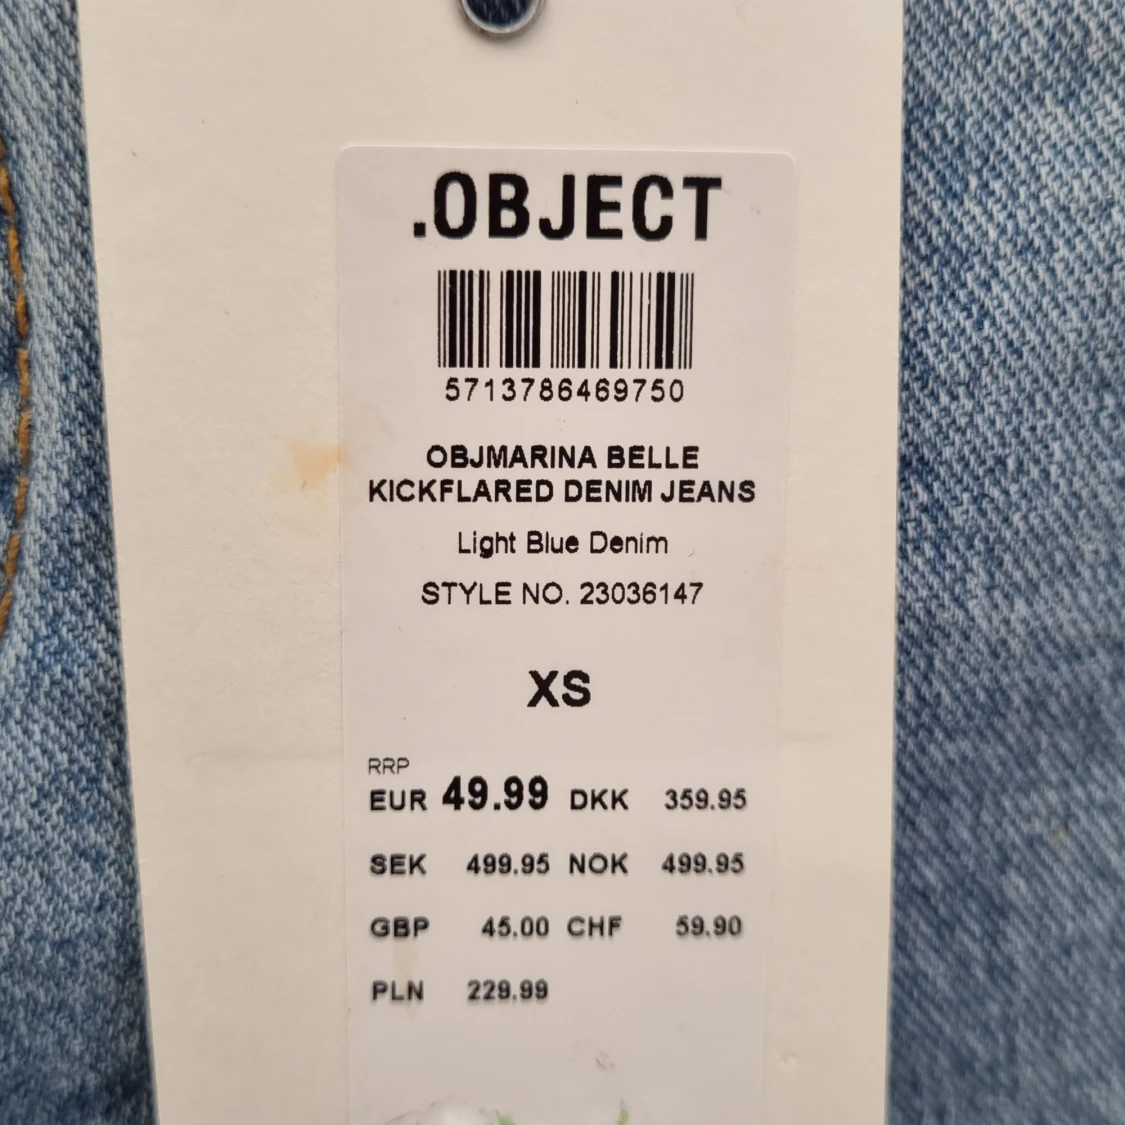 .OBJECT
5713786469750
OBJMARINA BELLE
KICKFLARED DENIM JEANS
Light Blue Denim
STYLE NO. 23036147
XS
RRP
EUR 49.99 DKK 359.95
SEK 499.95 NOK 499.95
GBP 45.00 CHF 59.90
PLN 229.99